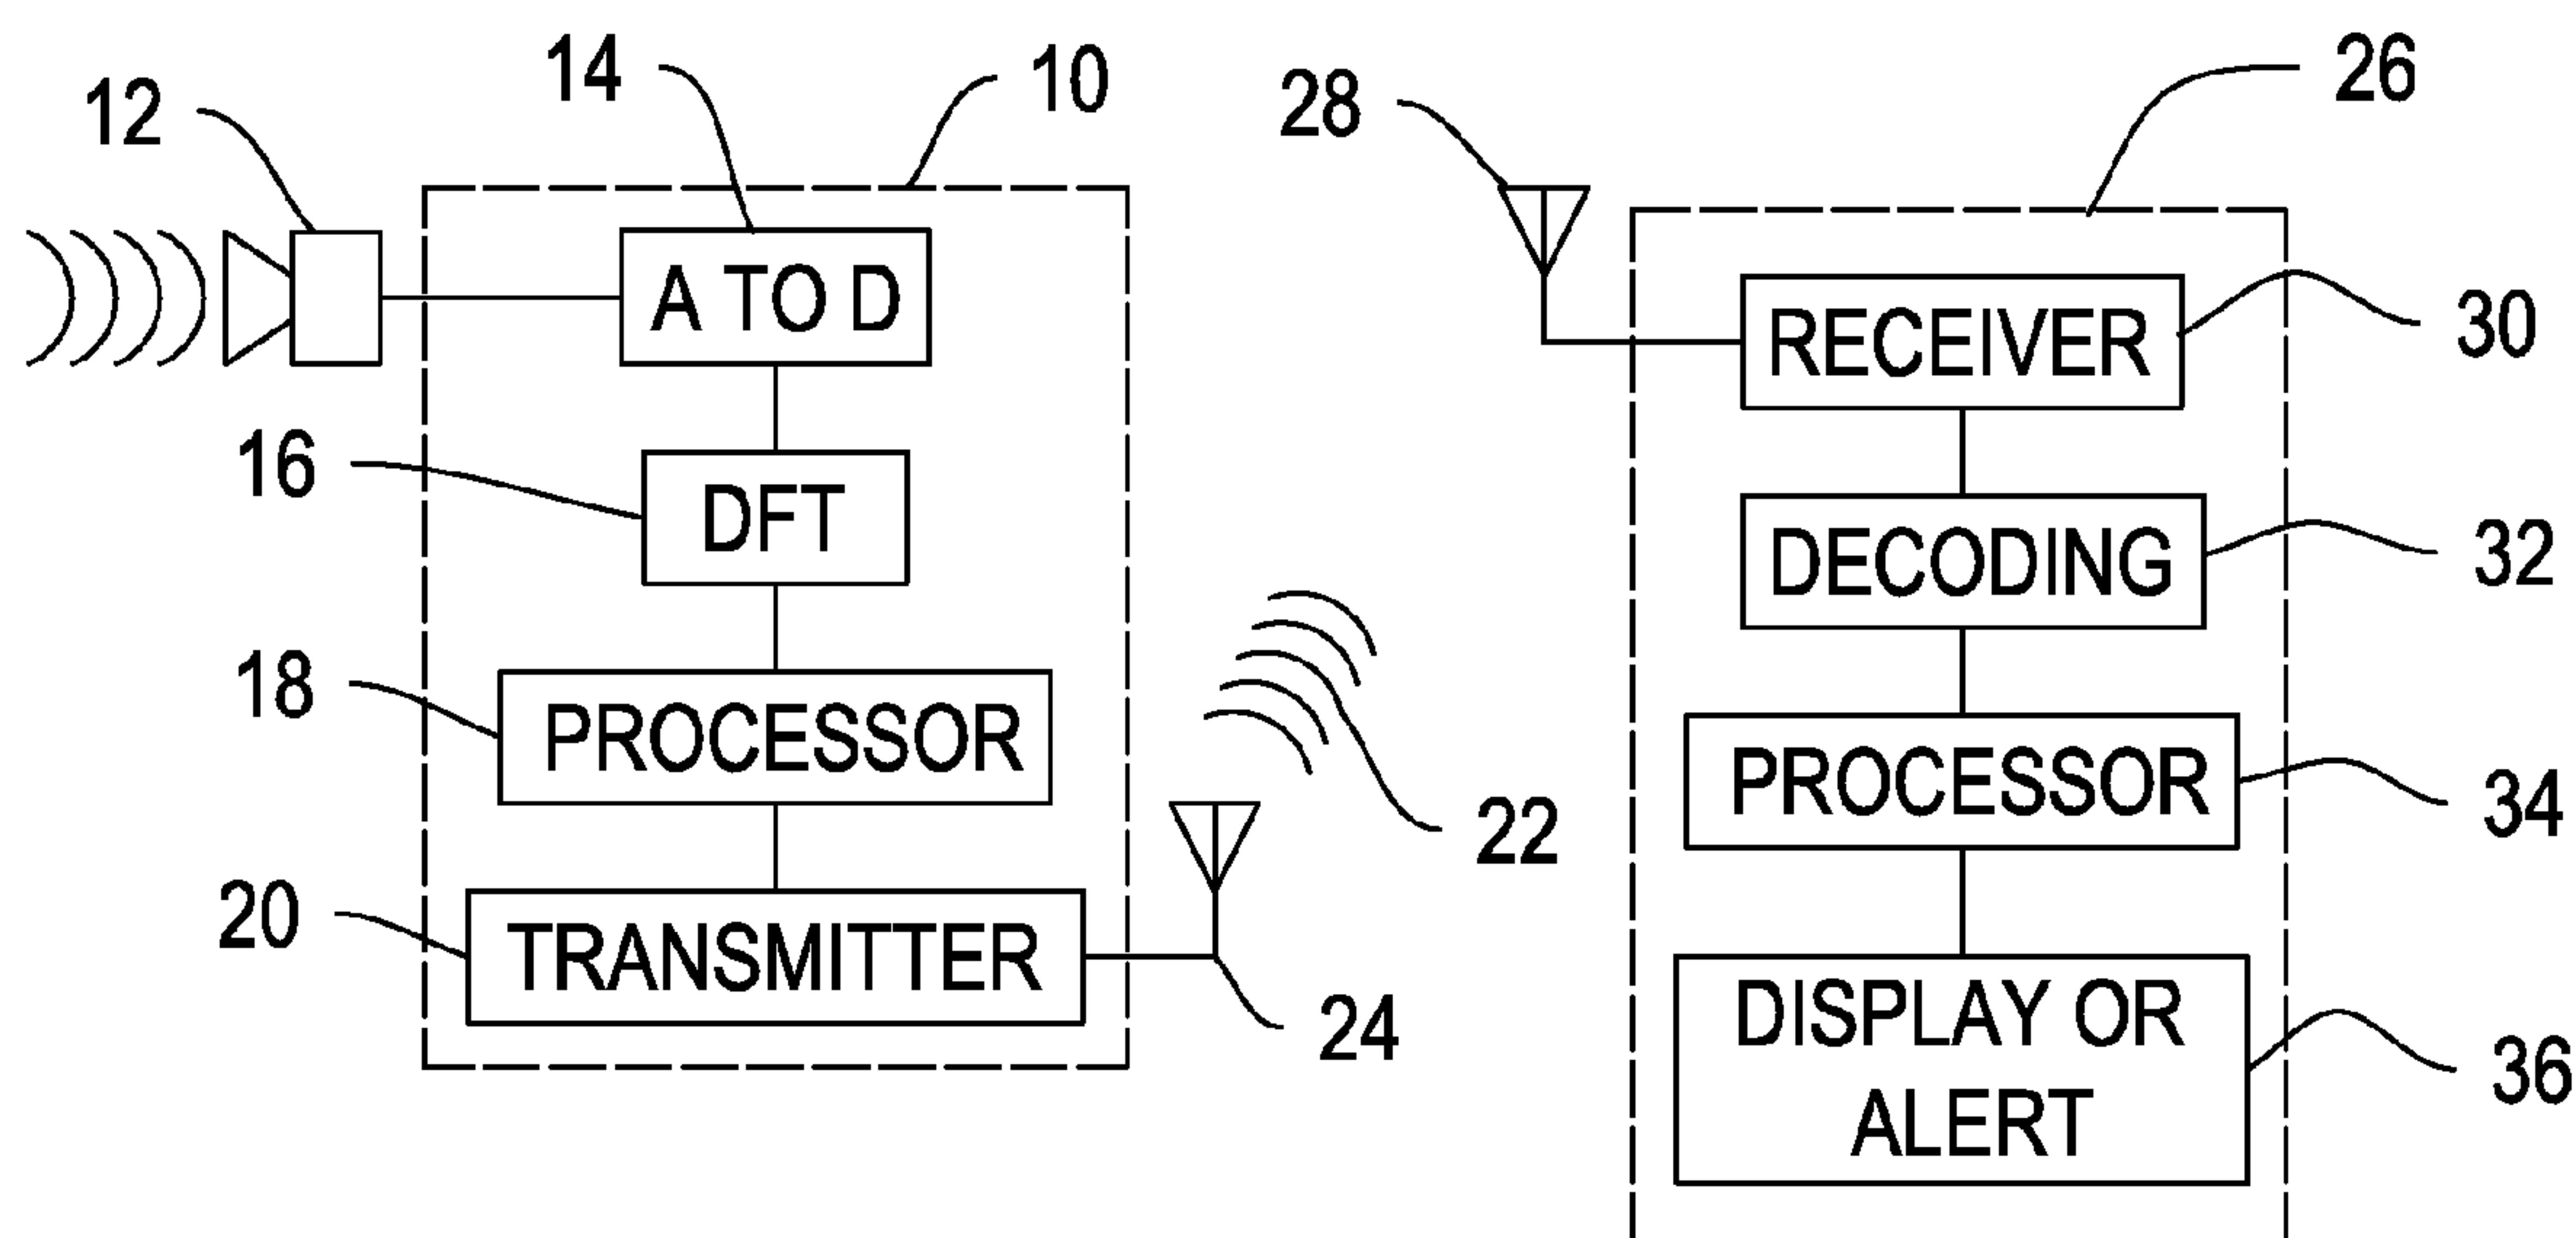 12
14
10
A TO D
16
DFT
18
PROCESSOR
20
TRANSMITTER
22
24
28
26
RECEIVER
30
DECODING
32
PROCESSOR
34
DISPLAY OR
ALERT
36